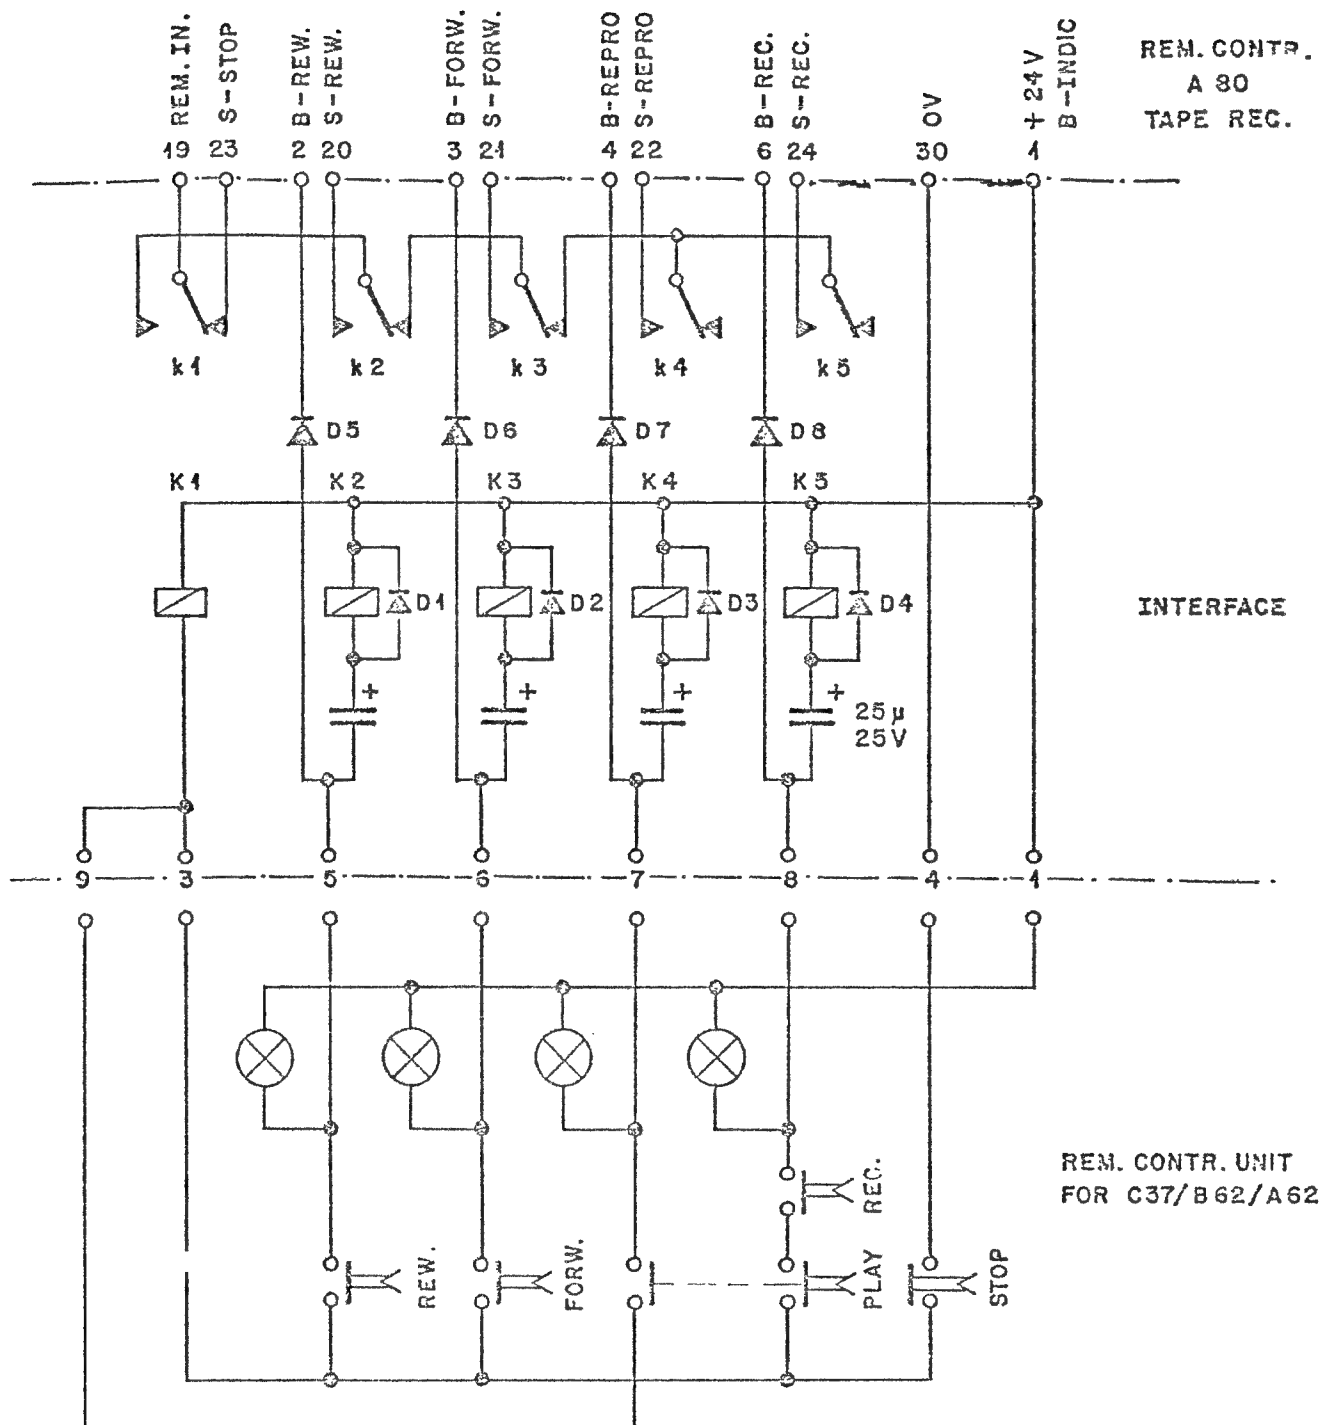 REM. IN.
S-STOP
B-REW.
S-REW.
B-FORW.
S-FORW.
B-REPRO
S-REPRO
B-REC.
S-REC.
0V
+24V
B-INDIC
REM. CONTR.
A 80
TAPE REC.
19 23 2 20 3 21 4 22 6 24 30 1
k1 k2 k3 k4 k5
D5 D6 D7 D8
K1 K2 K3 K4 K5
D1 D2 D3 D4
INTERFACE
+ + + +
25µ
25V
9 3 5 6 7 8 4 1
REM. CONTR. UNIT
FOR C37/B62/A62
REC.
REW.
FORW.
PLAY
STOP